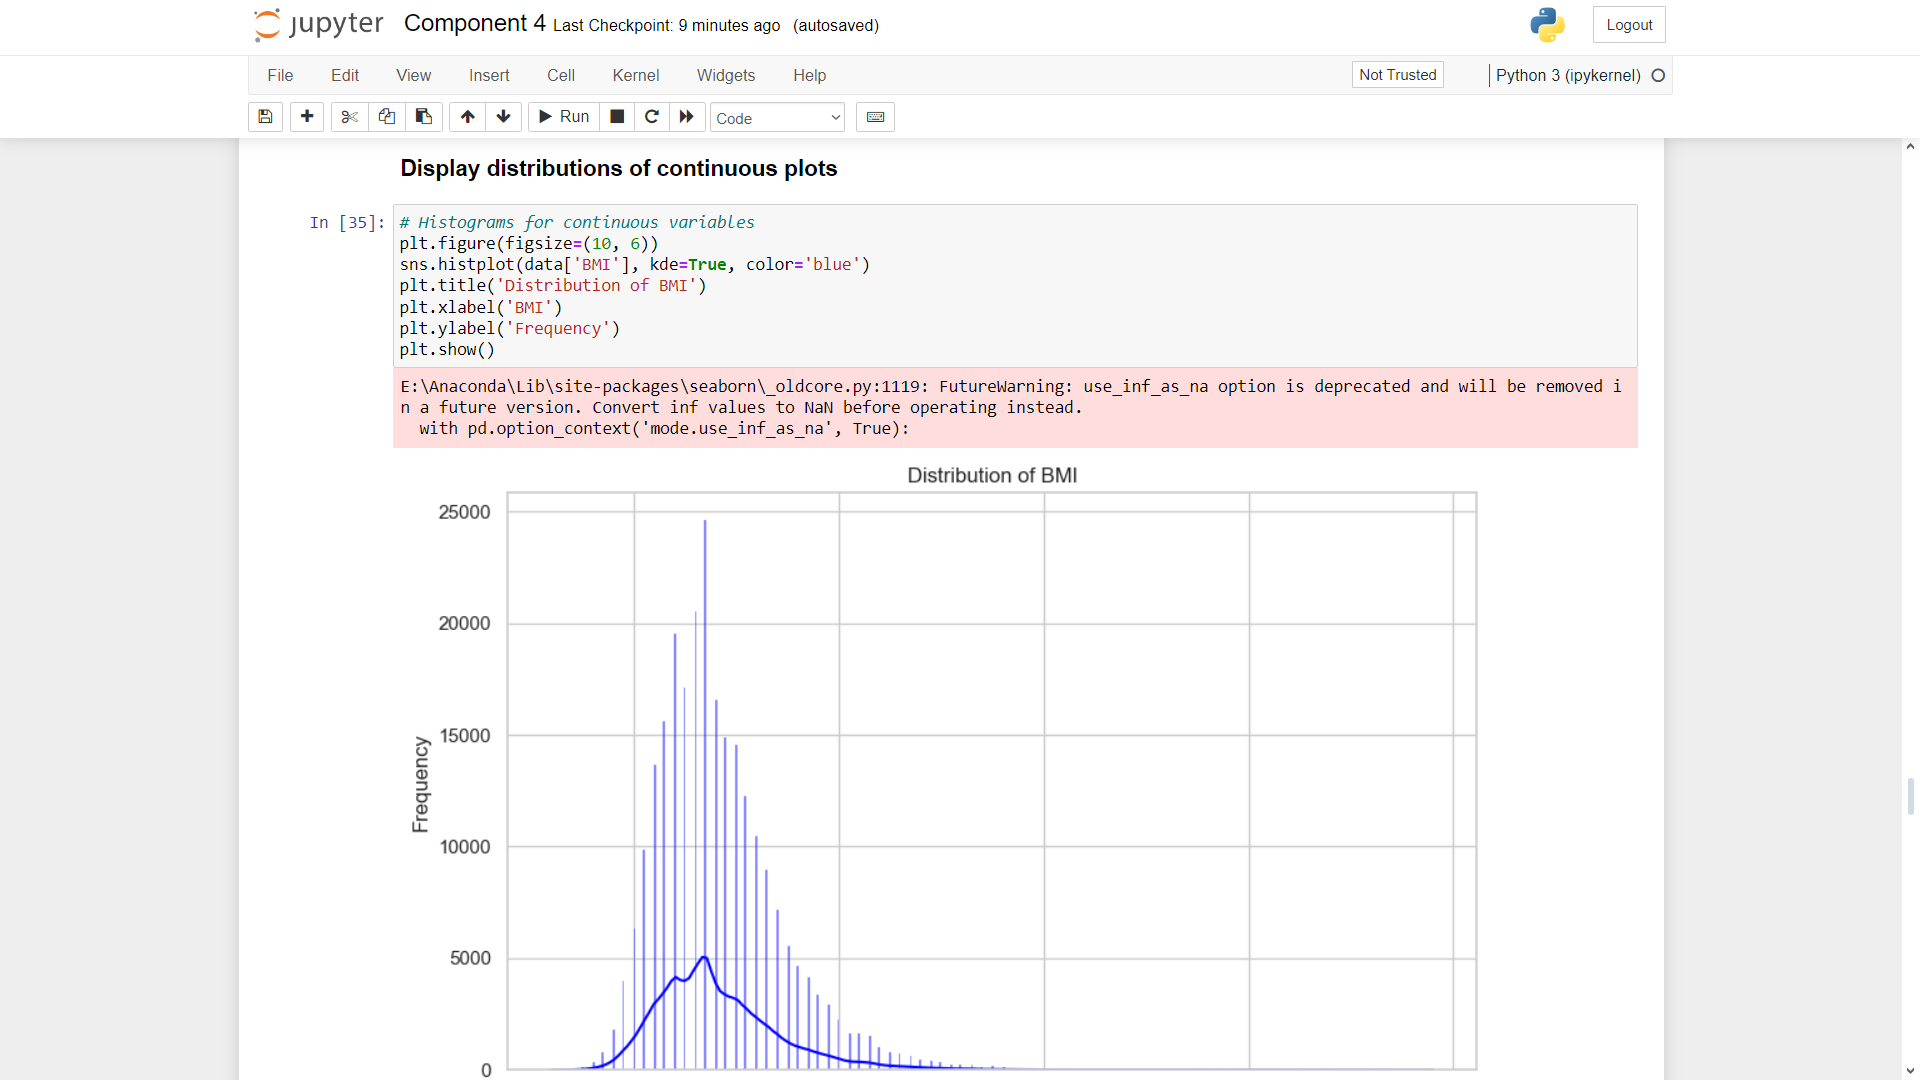 jupyter Component 4 Last Checkpoint: 9 minutes ago (autosaved) Logout
File Edit View Insert Cell Kernel Widgets Help Not Trusted Python 3 (ipykernel)
Run Code
Display distributions of continuous plots
In [35]: # Histograms for continuous variables
plt.figure(figsize=(10, 6))
sns.histplot(data['BMI'], kde=True, color='blue')
plt.title('Distribution of BMI')
plt.xlabel('BMI')
plt.ylabel('Frequency')
plt.show()
E:\Anaconda\Lib\site-packages\seaborn\_oldcore.py:1119: FutureWarning: use_inf_as_na option is deprecated and will be removed i
n a future version. Convert inf values to NaN before operating instead.
  with pd.option_context('mode.use_inf_as_na', True):
Distribution of BMI
25000
20000
15000
Frequency
10000
5000
0